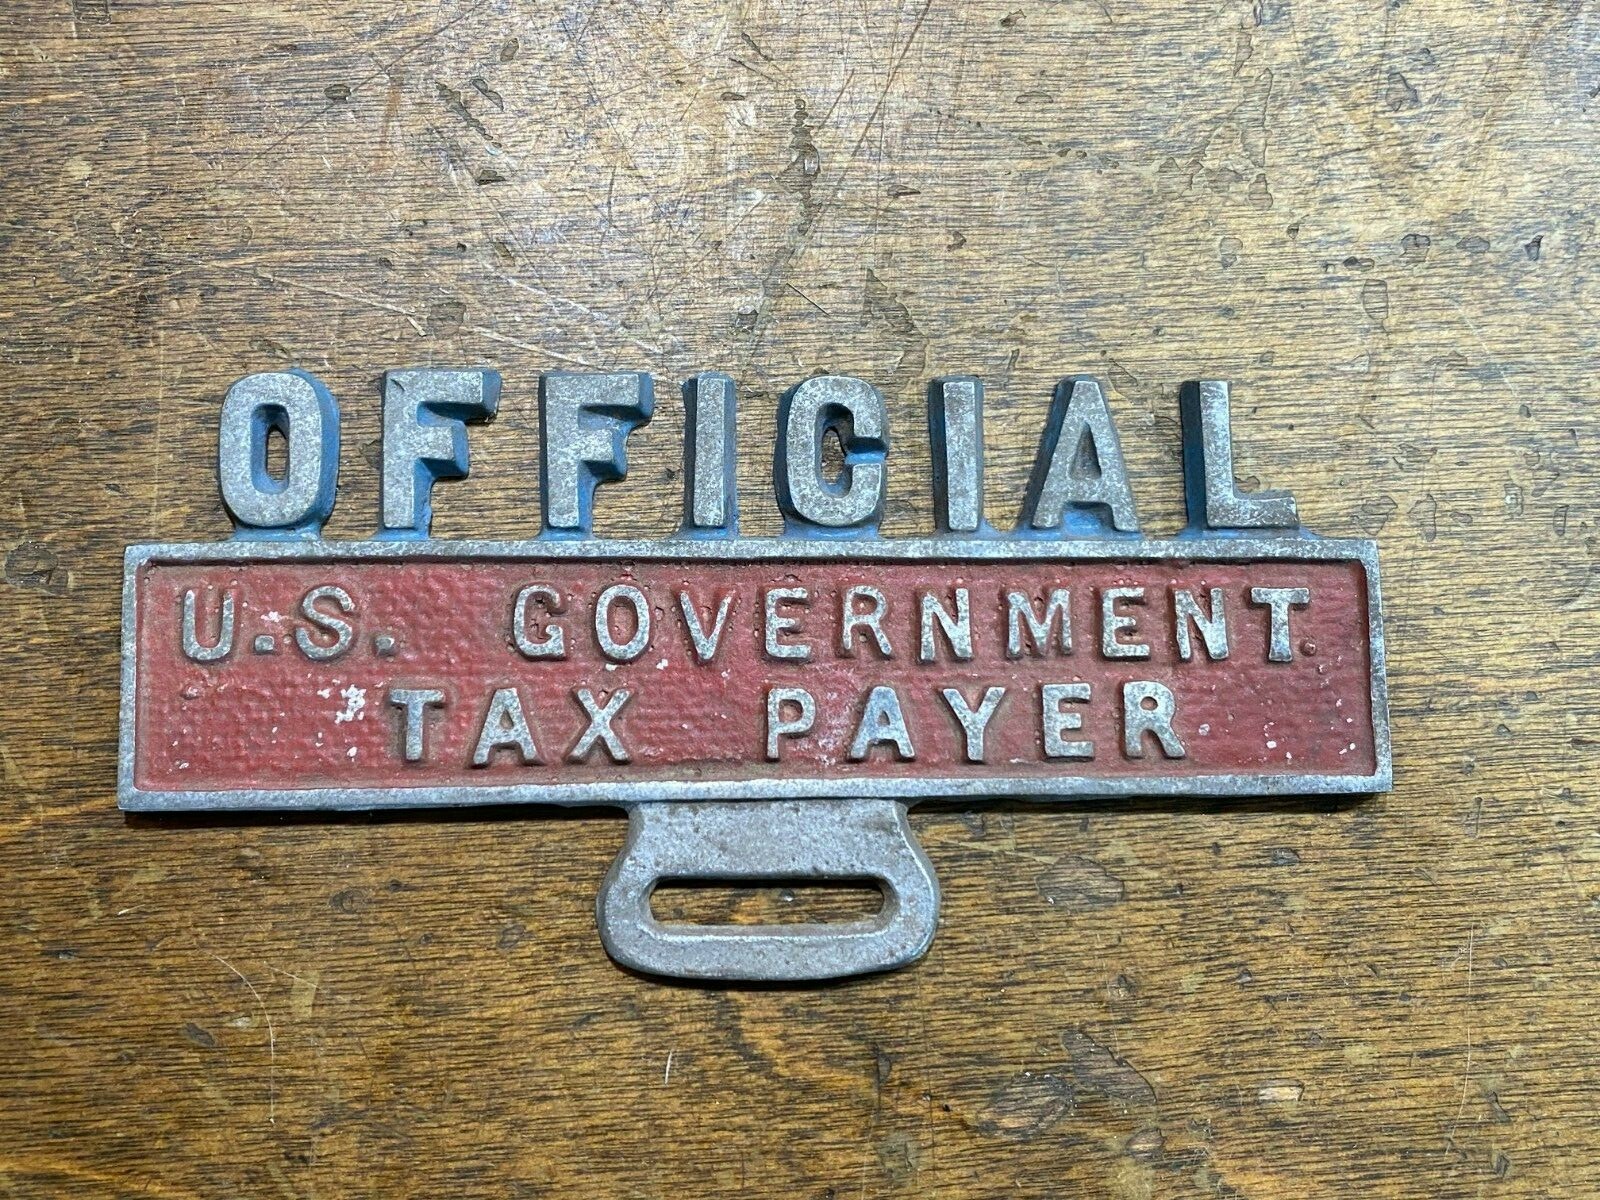 OFFICIAL
U.S. GOVERNMENT
TAX PAYER